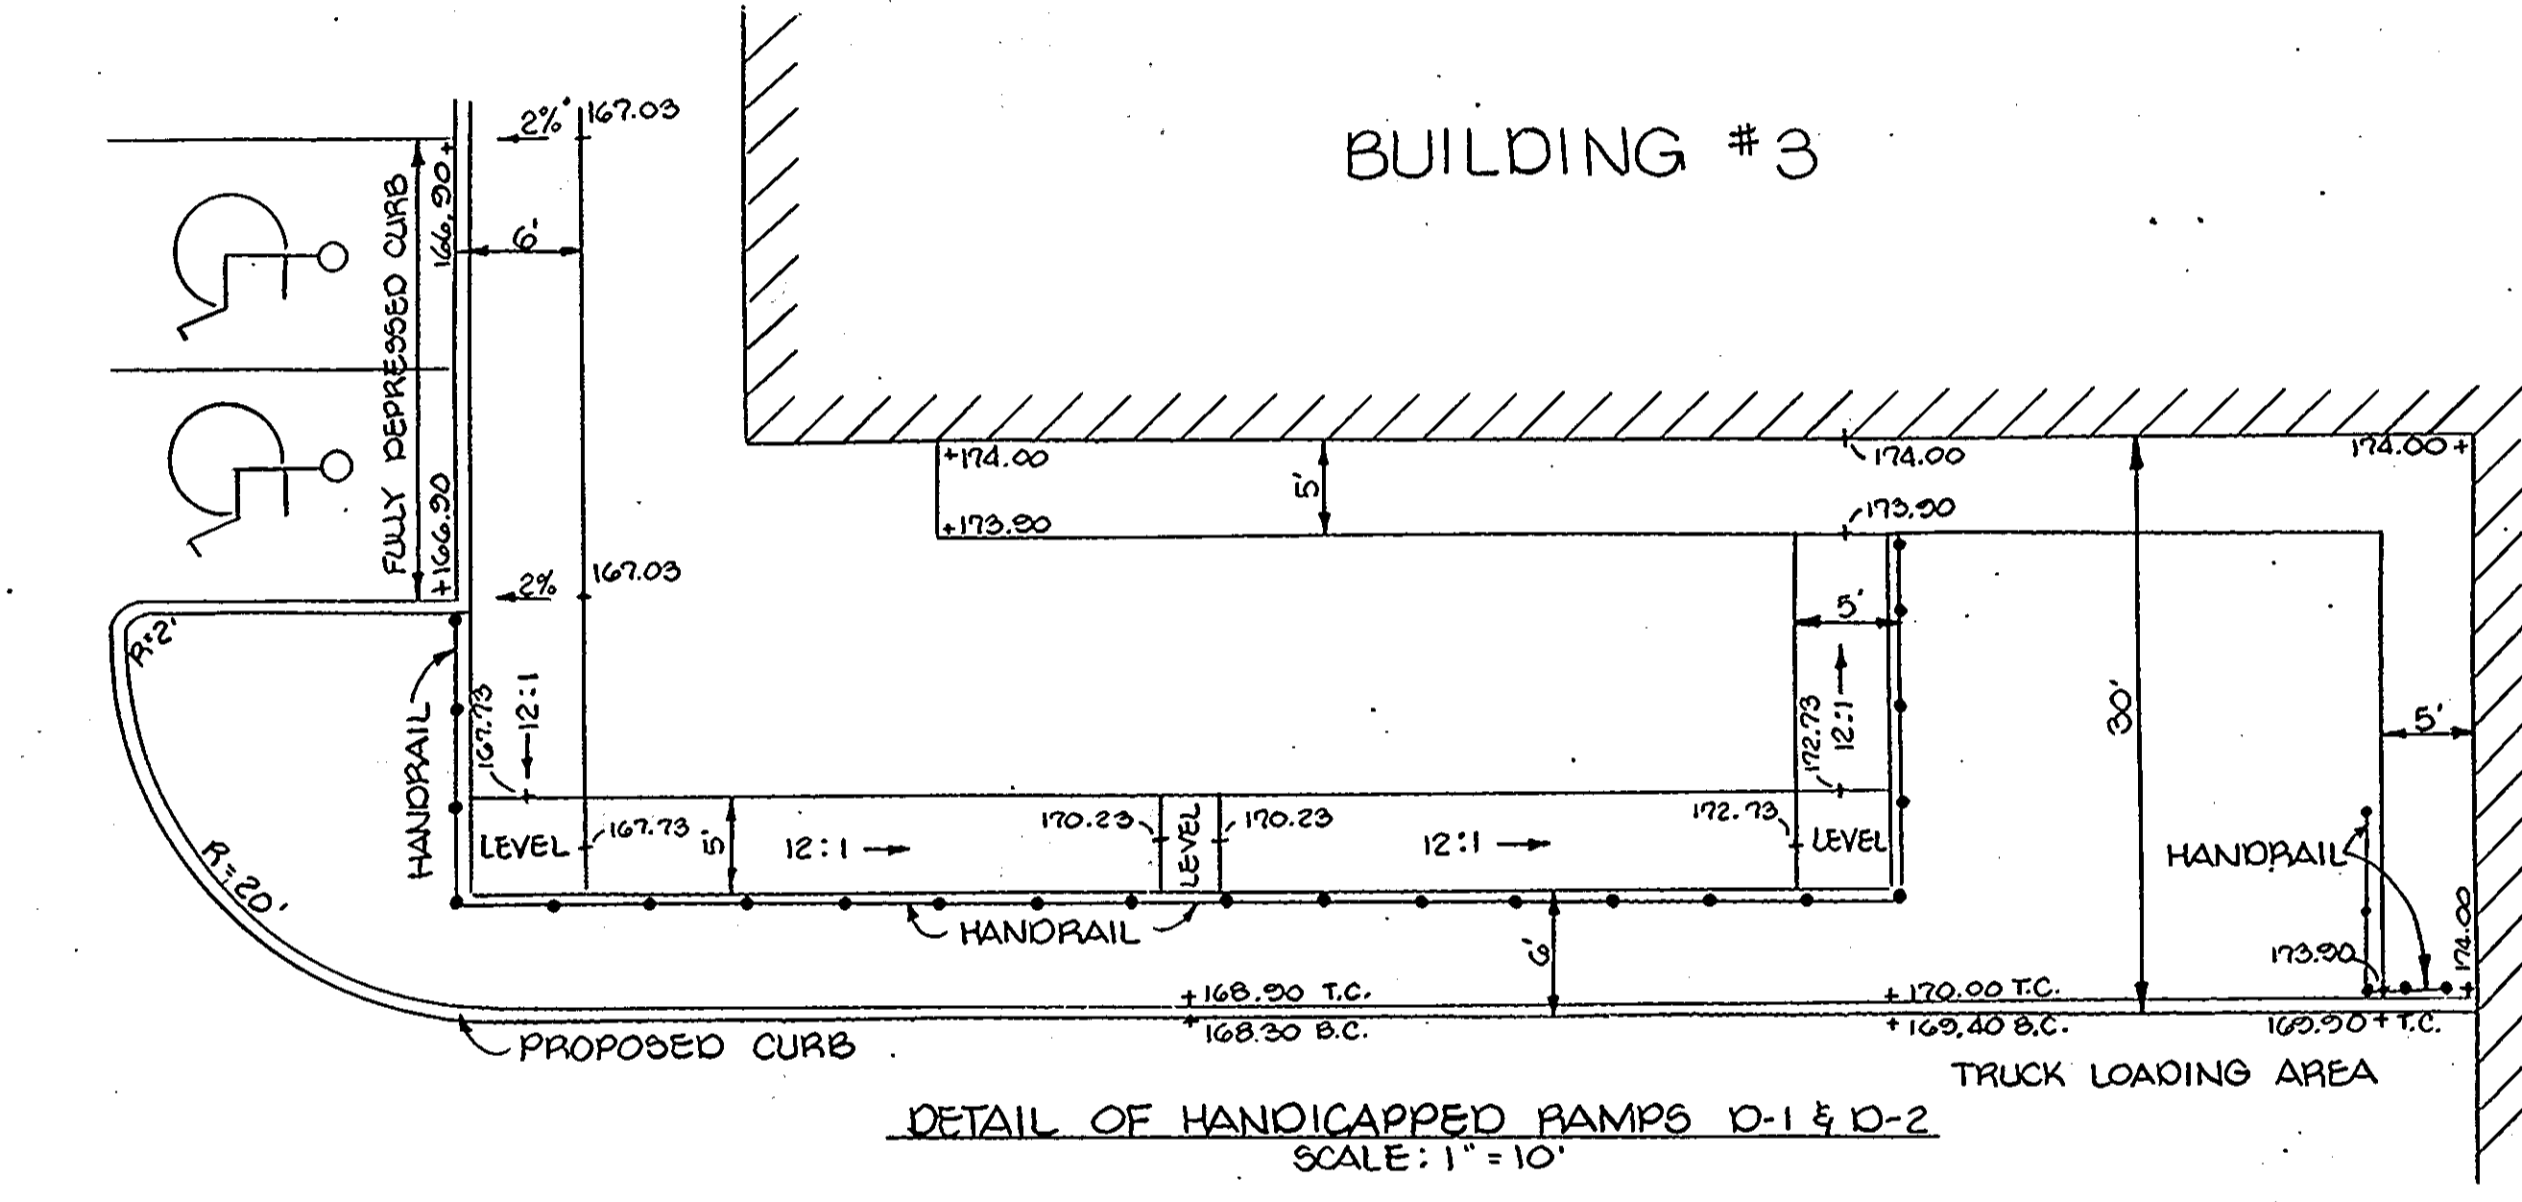 BUILDING #3
2% 167.03
166.90 +
6'
FULLY DEPRESSED CURB
+166.90
2% 167.03
R=2'
HANDRAIL
167.73
12:1
R=20'
LEVEL
167.73
5'
12:1
170.23
LEVEL
170.23
12:1
172.73
LEVEL
172.73
12:1
5'
+174.00
5'
+173.90
174.00
173.90
174.00 +
30'
5'
HANDRAIL
174.00
173.90
HANDRAIL
6'
+168.90 T.C.
+168.30 B.C.
+170.00 T.C.
+169.40 B.C.
169.90 + T.C.
PROPOSED CURB
TRUCK LOADING AREA
DETAIL OF HANDICAPPED RAMPS D-1 & D-2
SCALE: 1" = 10'